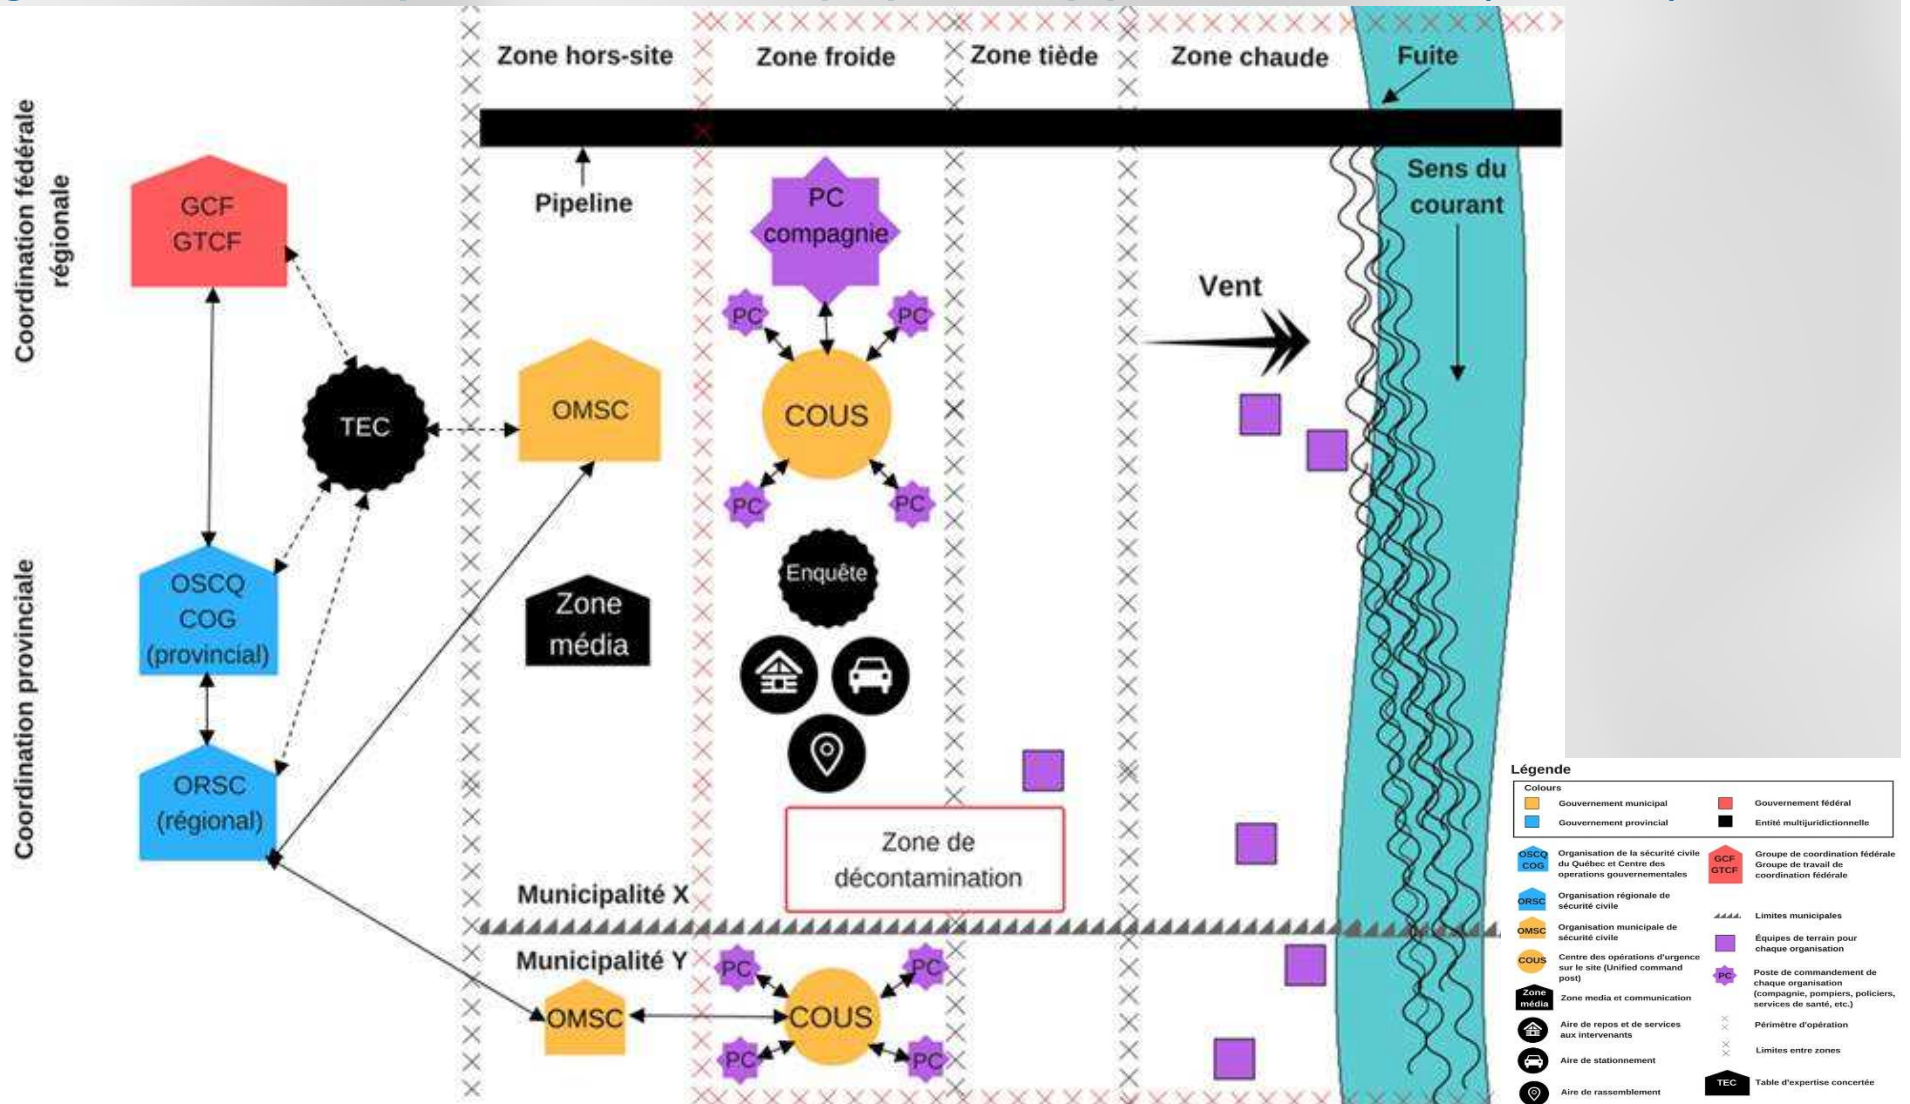 Zone hors-site
Zone froide
Zone tiède
Zone chaude
Fuite
Coordination fédérale
régionale
GCF
GTCF
Pipeline
PC
compagnie
Sens du
courant
PC
PC
Vent
TEC
OMSC
COUS
PC
PC
Coordination provinciale
OSCQ
COG
(provincial)
Zone
média
Enquête
ORSC
(régional)
Zone de
décontamination
Municipalité X
Municipalité Y
PC
PC
OMSC
COUS
PC
PC
Légende
Colours
Gouvernement municipal
Gouvernement fédéral
Gouvernement provincial
Entité multijuridictionnelle
OSCQ
COG
Organisation de la sécurité civile
du Québec et Centre des
operations gouvernementales
GCF
GTCF
Groupe de coordination fédérale
Groupe de travail de
coordination fédérale
ORSC
Organisation régionale de
sécurité civile
Limites municipales
OMSC
Organisation municipale de
sécurité civile
Équipes de terrain pour
chaque organisation
COUS
Centre des opérations d'urgence
sur le site (Unified command
post)
PC
Poste de commandement de
chaque organisation
(compagnie, pompiers, policiers,
services de santé, etc.)
Zone
média
Zone media et communication
Aire de repos et de services
aux intervenants
Périmètre d'opération
Aire de stationnement
Limites entre zones
Aire de rassemblement
TEC
Table d'expertise concertée